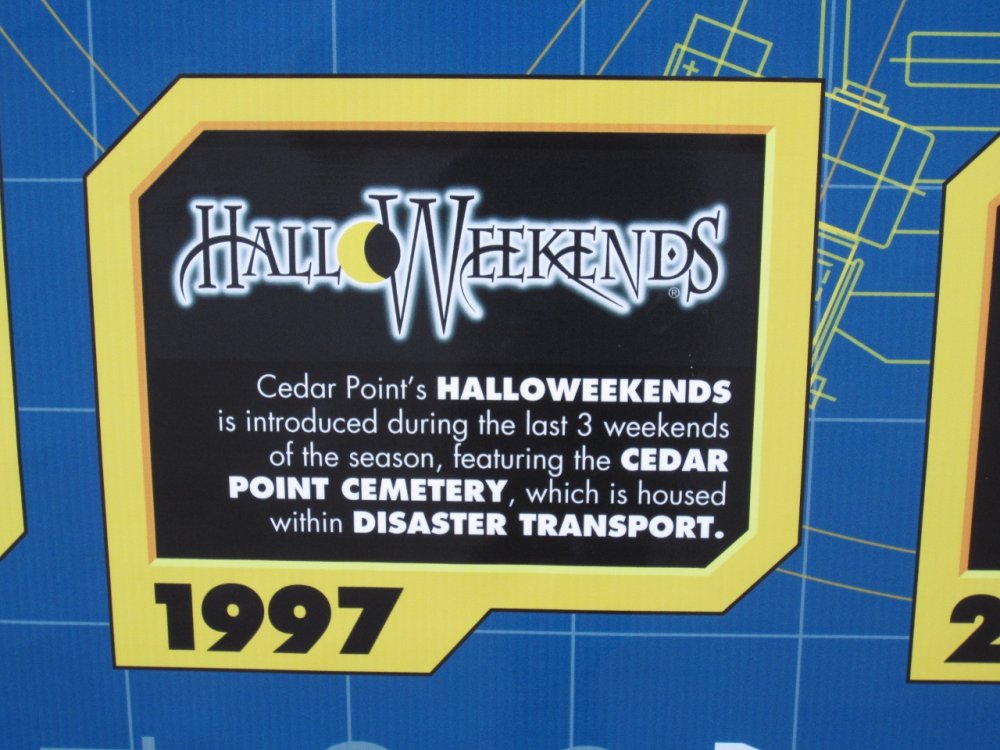 HALLOWEEKENDS®
Cedar Point's HALLOWEEKENDS
is introduced during the last 3 weekends
of the season, featuring the CEDAR
POINT CEMETERY, which is housed
within DISASTER TRANSPORT.
1997
2